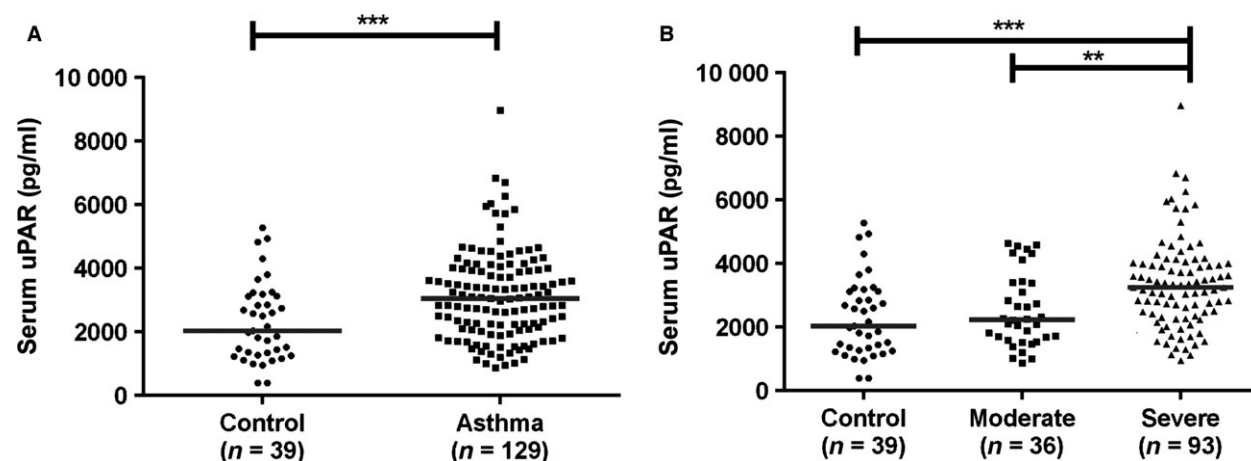 A
***
Serum uPAR (pg/ml)
10 000
8000
6000
4000
2000
0
Control
(n = 39)
Asthma
(n = 129)
B
***
**
Serum uPAR (pg/ml)
10 000
8000
6000
4000
2000
0
Control
(n = 39)
Moderate
(n = 36)
Severe
(n = 93)